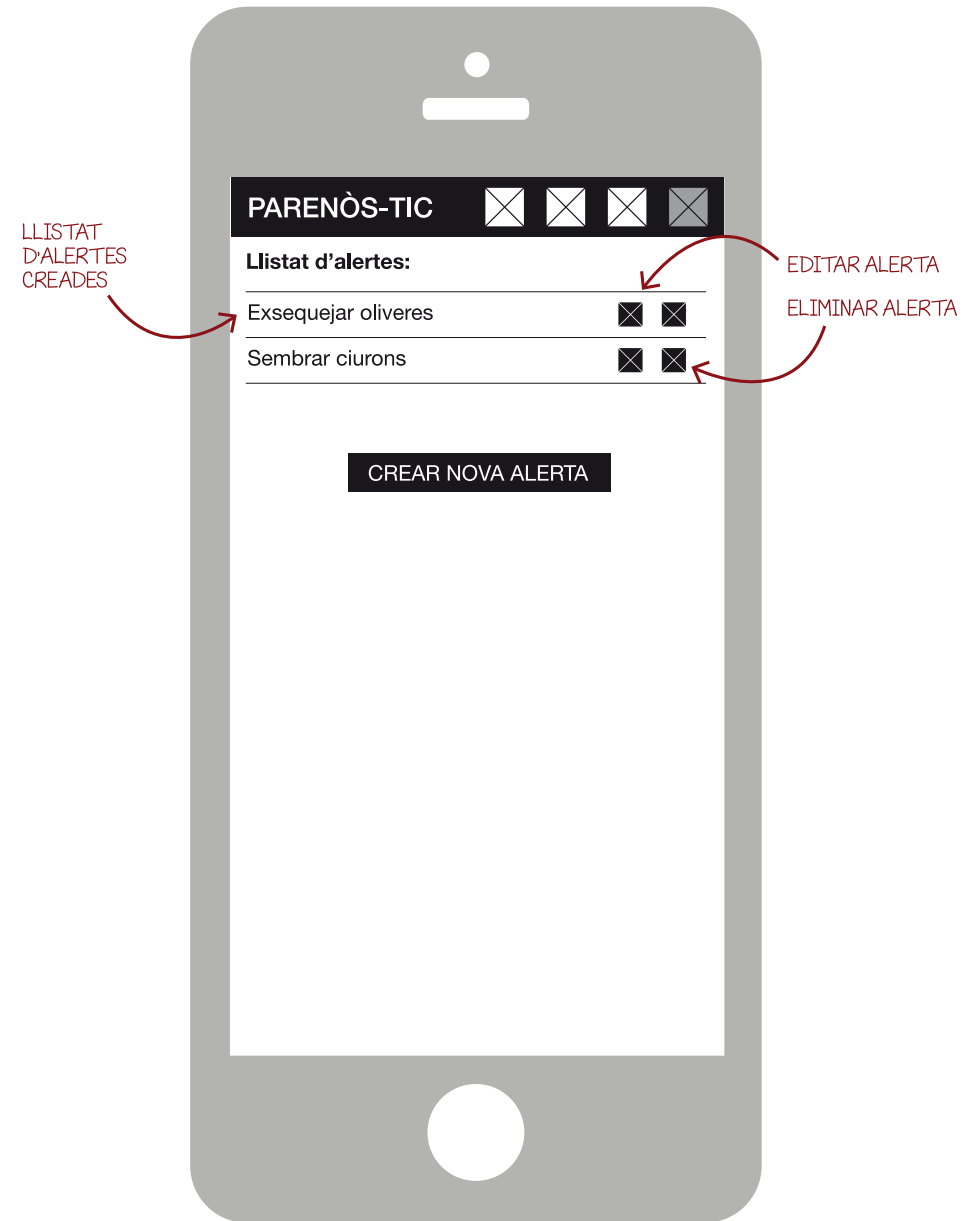 PARENÒS-TIC
LLISTAT
D'ALERTES
CREADES
Llistat d’alertes:
EDITAR ALERTA
ELIMINAR ALERTA
Exsequejar oliveres
Sembrar ciurons
CREAR NOVA ALERTA